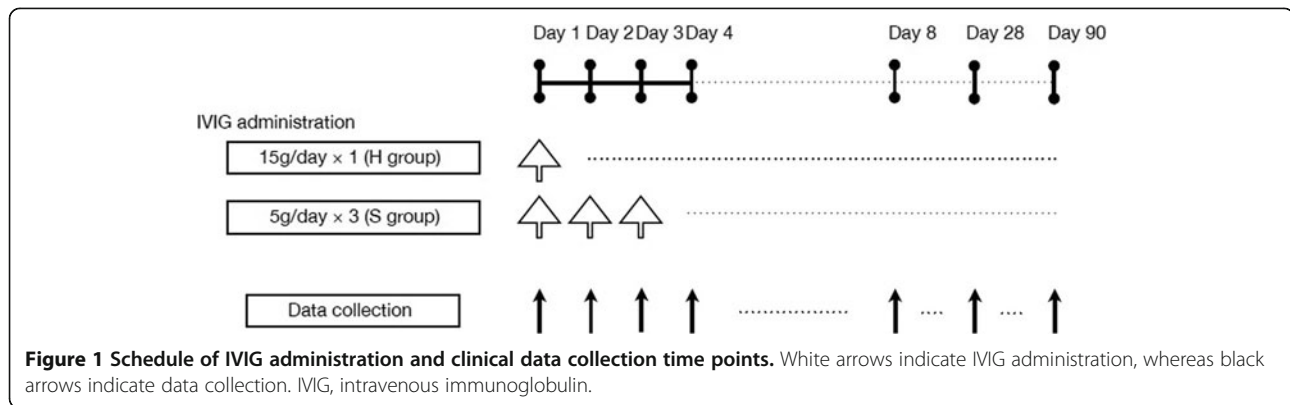 Day 1 Day 2 Day 3 Day 4 Day 8 Day 28 Day 90
IVIG administration
15g/day × 1 (H group)
5g/day × 3 (S group)
Data collection
Figure 1 Schedule of IVIG administration and clinical data collection time points. White arrows indicate IVIG administration, whereas black
arrows indicate data collection. IVIG, intravenous immunoglobulin.